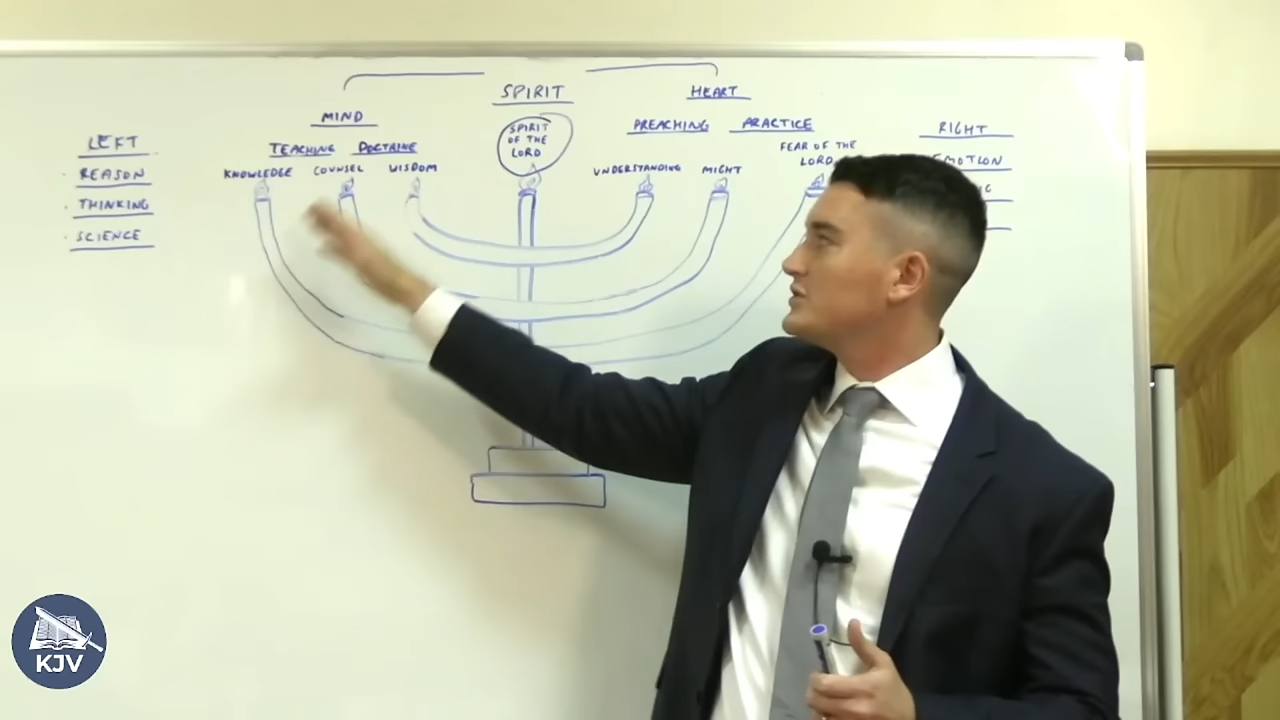 SPIRIT
HEART
MIND
PREACHING PRACTICE
SPIRIT
OF THE
LORD
LEFT
RIGHT
TEACHING DOCTRINE
FEAR OF THE
LORD
REASON
KNOWLEDGE COUNSEL WISDOM
UNDERSTANDING MIGHT
EMOTION
THINKING
SCIENCE
KJV